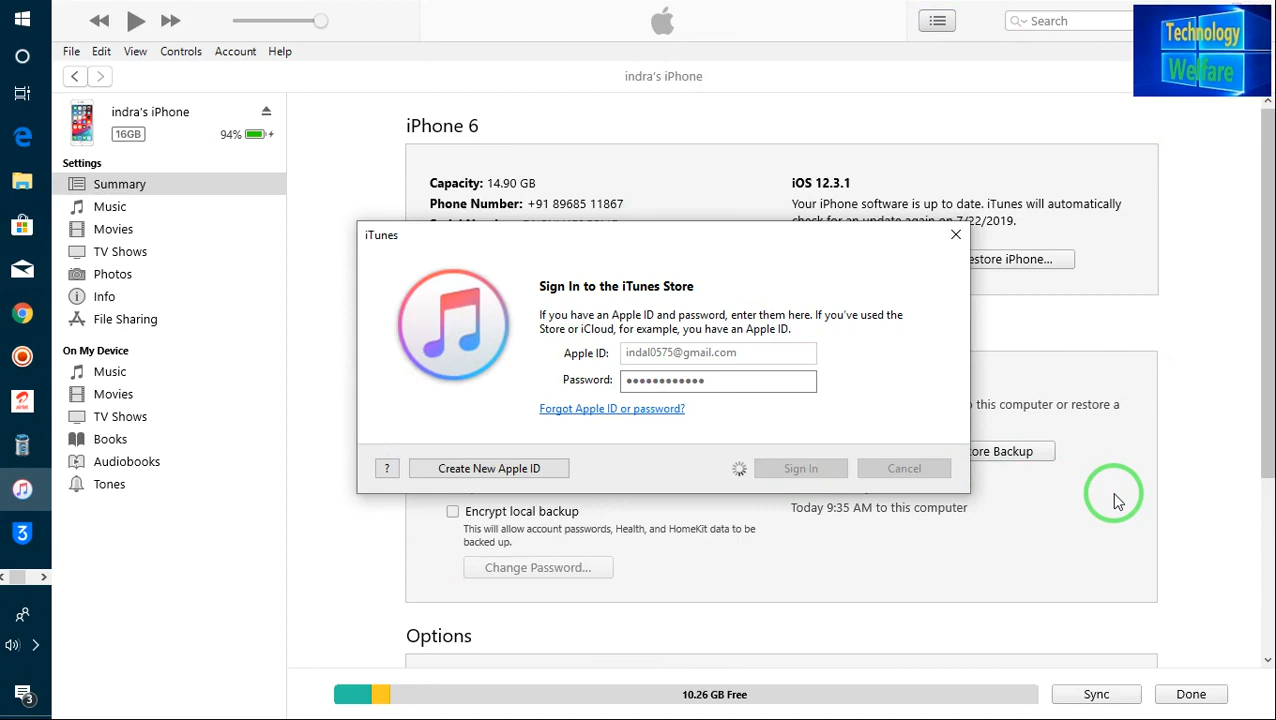 Search
Technology
Welfare
File Edit View Controls Account Help
indra's iPhone
indra's iPhone
16GB
94%
Settings
Summary
Music
Movies
TV Shows
Photos
Info
File Sharing
On My Device
Music
Movies
TV Shows
Books
Audiobooks
Tones
iPhone 6
Capacity: 14.90 GB
Phone Number: +91 89685 11867
iOS 12.3.1
Your iPhone software is up to date. iTunes will automatically
check for an update again on 7/22/2019.
estore iPhone...
iTunes
Sign In to the iTunes Store
If you have an Apple ID and password, enter them here. If you've used the
Store or iCloud, for example, you have an Apple ID.
Apple ID: indal0575@gmail.com
Password: ●●●●●●●●●●●●
Forgot Apple ID or password?
? Create New Apple ID Sign In Cancel
this computer or restore a
ore Backup
Today 9:35 AM to this computer
Encrypt local backup
This will allow account passwords, Health, and HomeKit data to be
backed up.
Change Password...
Options
10.26 GB Free
Sync
Done
3
3